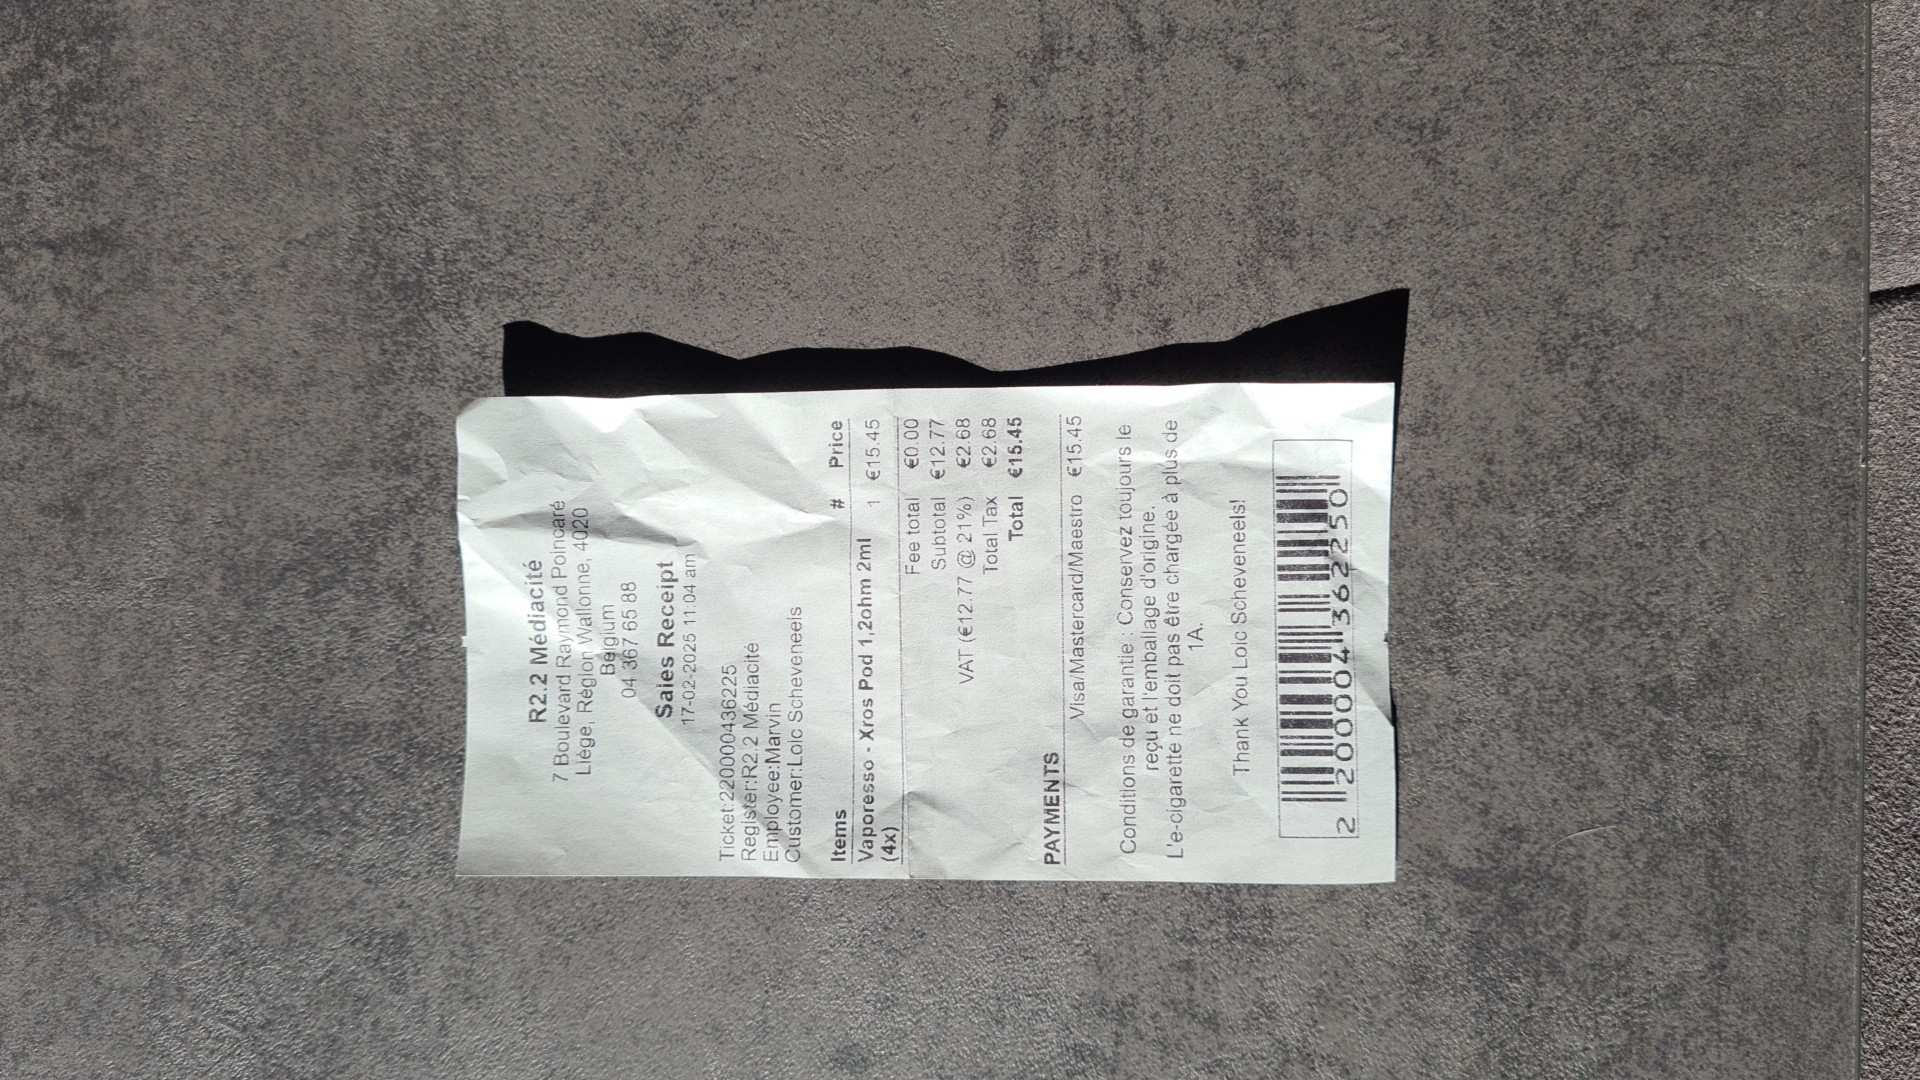 R2.2 Médiacité
7 Boulevard Raymond Poincaré
Liège, Région Wallonne, 4020
Belgium
04 367 65 88
Sales Receipt
17-02-2025 11:04 am
Ticket:220000436225
Register:R2.2 Médiacité
Employee:Marvin
Customer:Loic Scheveneels
Items # Price
Vaporesso - Xros Pod 1,2ohm 2ml 1 €15.45
(4x)
Fee total €0.00
Subtotal €12.77
VAT (€12.77 @ 21%) €2.68
Total Tax €2.68
Total €15.45
PAYMENTS
Visa/Mastercard/Maestro €15.45
Conditions de garantie : Conservez toujours le
reçu et l'emballage d'origine.
L'e-cigarette ne doit pas être chargée à plus de
1A.
Thank You Loic Scheveneels!
2 200004 362250